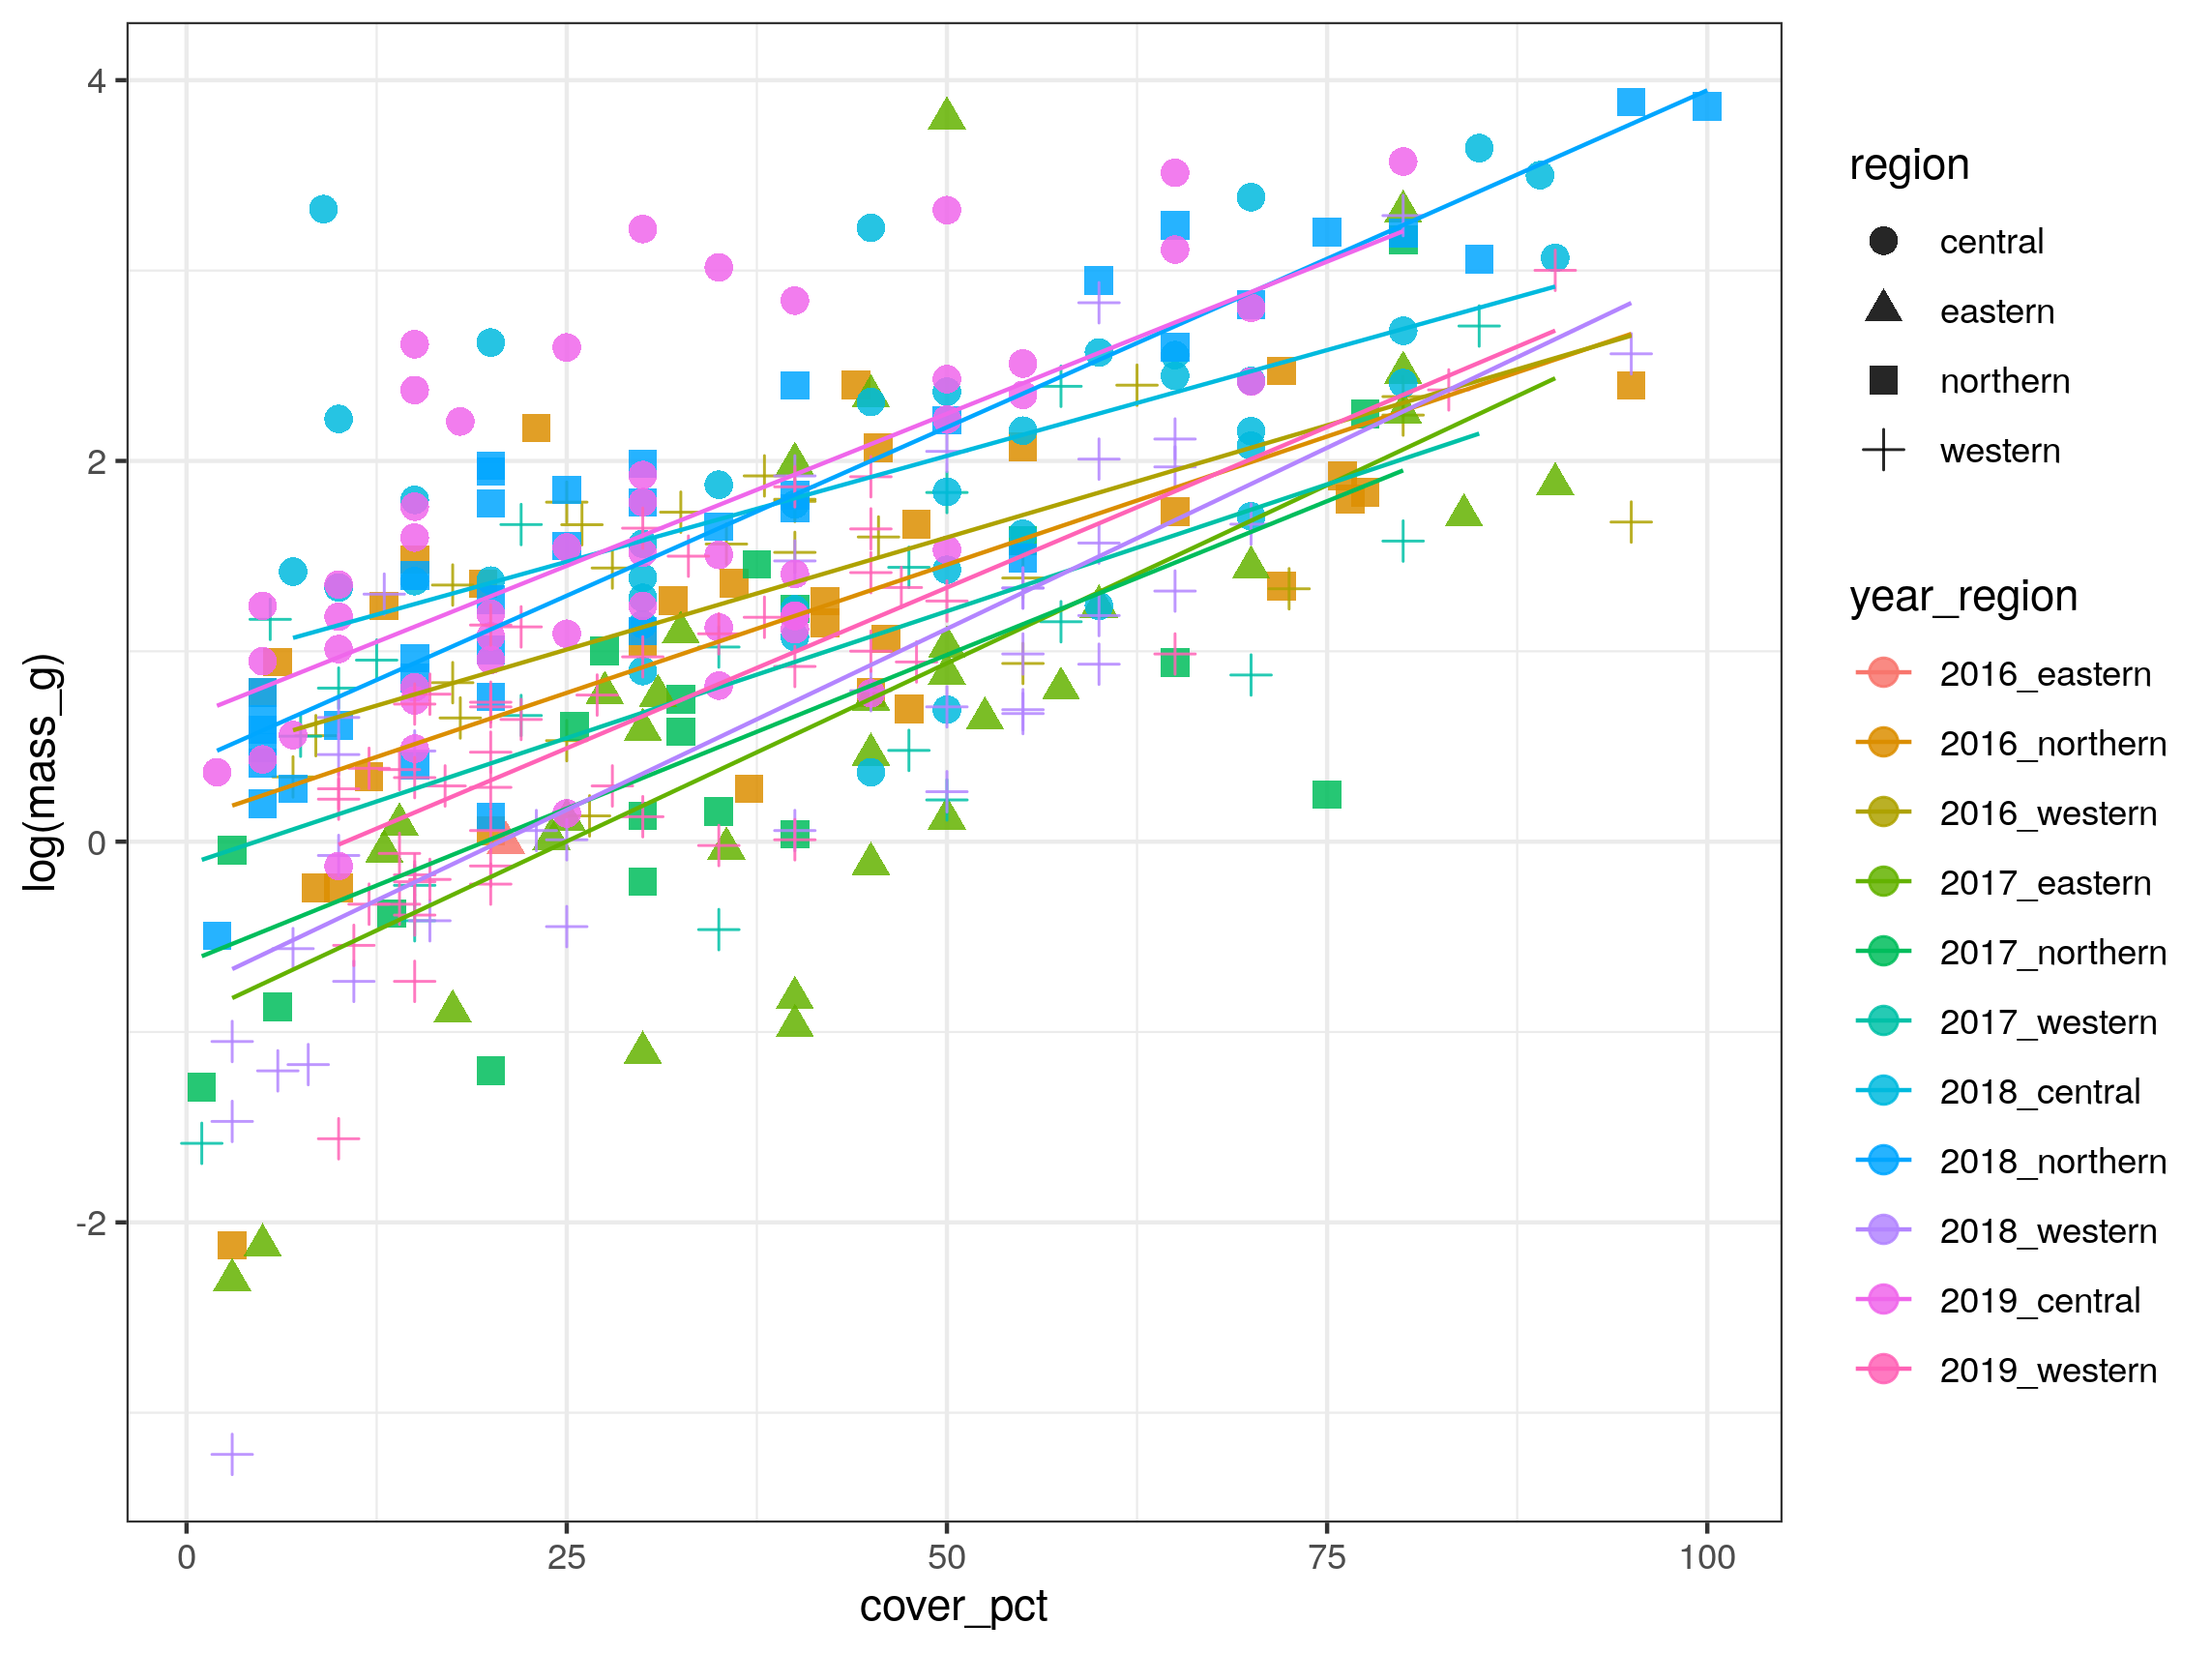 4
2
0
-2
log(mass_g)
0
25
50
75
100
cover_pct
region
central
eastern
northern
western
year_region
2016_eastern
2016_northern
2016_western
2017_eastern
2017_northern
2017_western
2018_central
2018_northern
2018_western
2019_central
2019_western